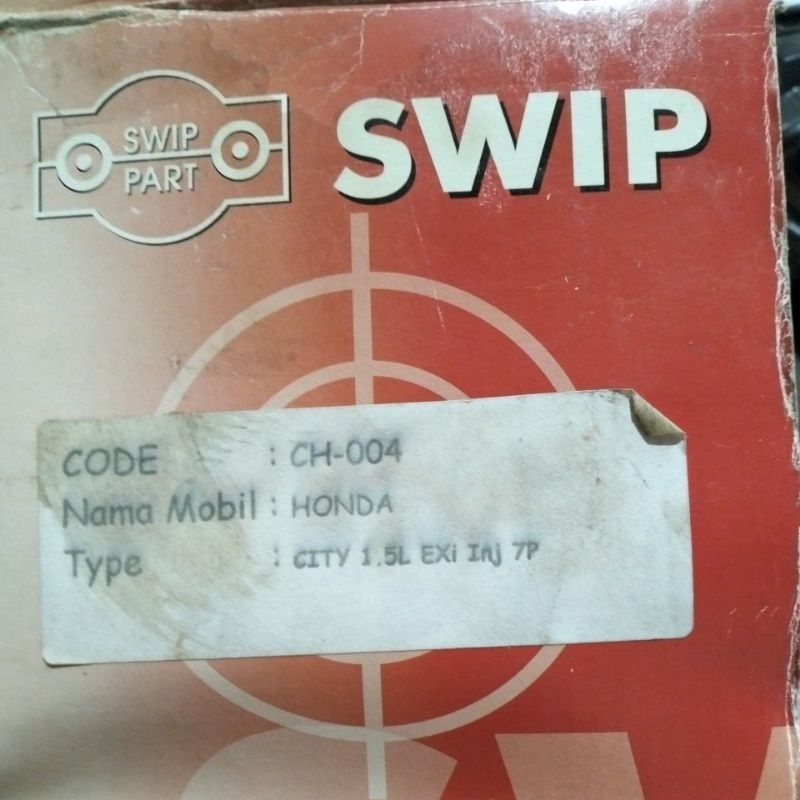 SWIP
PART
SWIP
CODE : CH-004
Nama Mobil : HONDA
Type : CITY 1.5L EXi Inj 7P